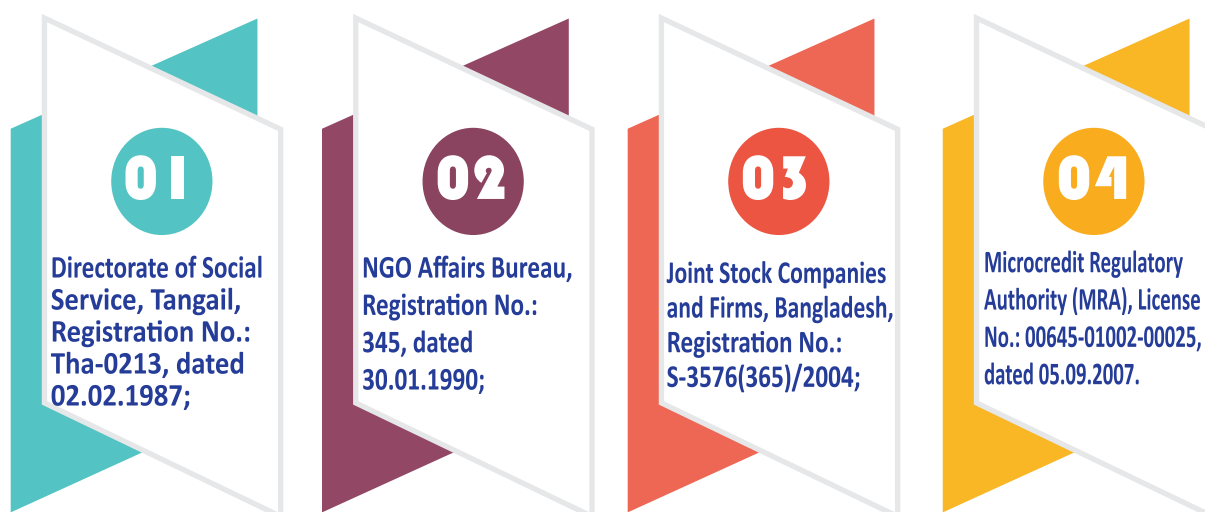 01
Directorate of Social
Service, Tangail,
Registration No.:
Tha-0213, dated
02.02.1987;
02
NGO Affairs Bureau,
Registration No.:
345, dated
30.01.1990;
03
Joint Stock Companies
and Firms, Bangladesh,
Registration No.:
S-3576(365)/2004;
04
Microcredit Regulatory
Authority (MRA), License
No.: 00645-01002-00025,
dated 05.09.2007.